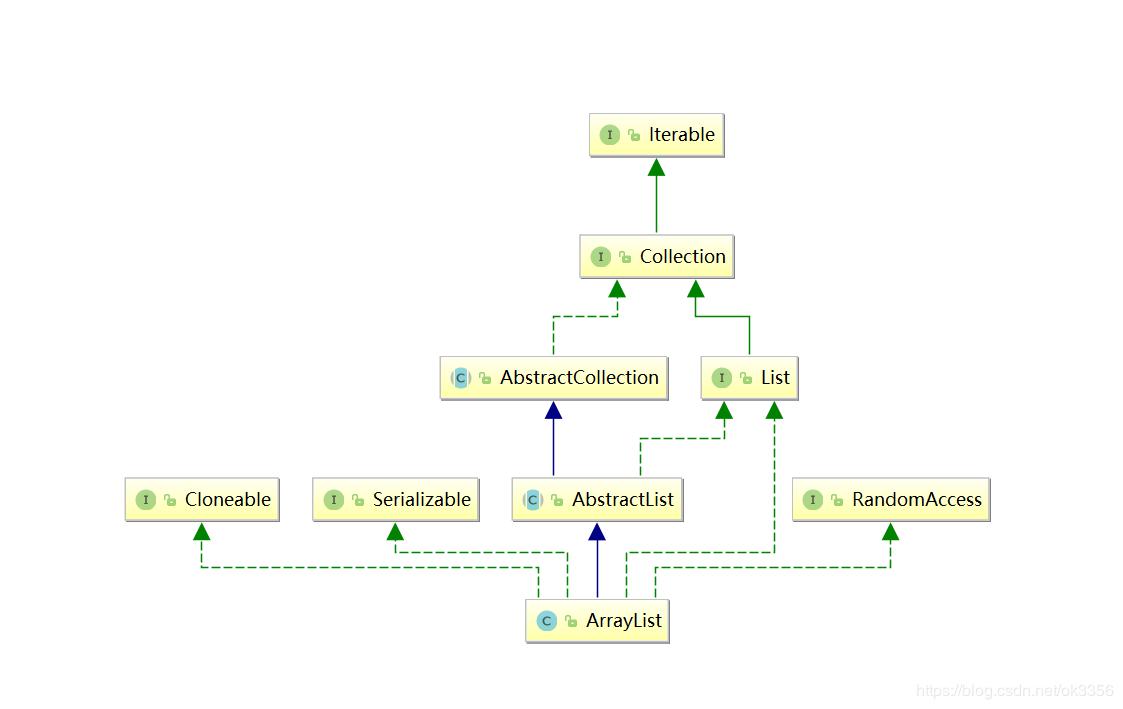 I Iterable
I Collection
C AbstractCollection
I List
I Cloneable
I Serializable
C AbstractList
I RandomAccess
C ArrayList
https://blog.csdn.net/ok3356